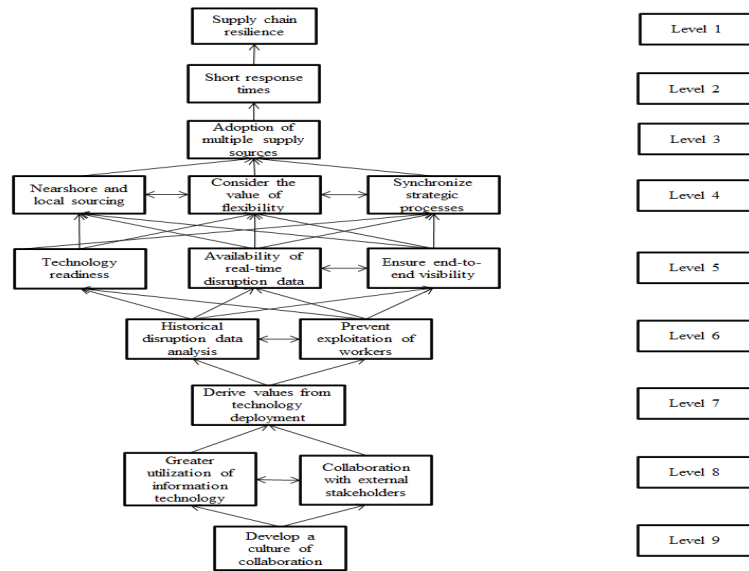 Supply chain
resilience
Level 1
Short response
times
Level 2
Adoption of
multiple supply
sources
Level 3
Nearshore and
local sourcing
Consider the
value of
flexibility
Synchronize
strategic
processes
Level 4
Technology
readiness
Availability of
real-time
disruption data
Ensure end-to-
end visibility
Level 5
Historical
disruption data
analysis
Prevent
exploitation of
workers
Level 6
Derive values from
technology
deployment
Level 7
Greater
utilization of
information
technology
Collaboration
with external
stakeholders
Level 8
Develop a
culture of
collaboration
Level 9